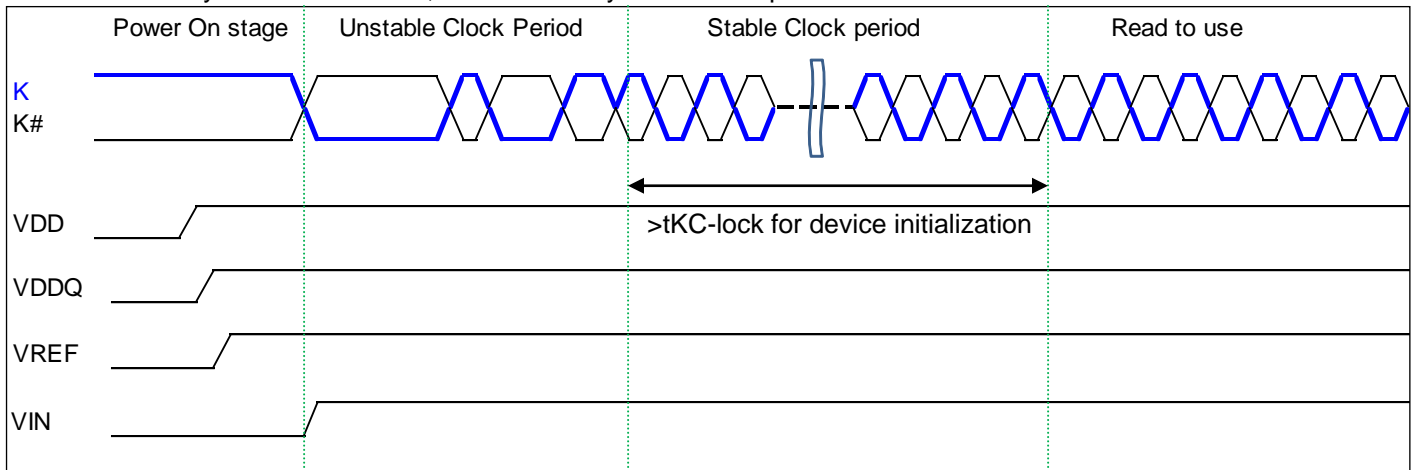 Power On stage Unstable Clock Period Stable Clock period Read to use
K
K#
VDD
>tKC-lock for device initialization
VDDQ
VREF
VIN